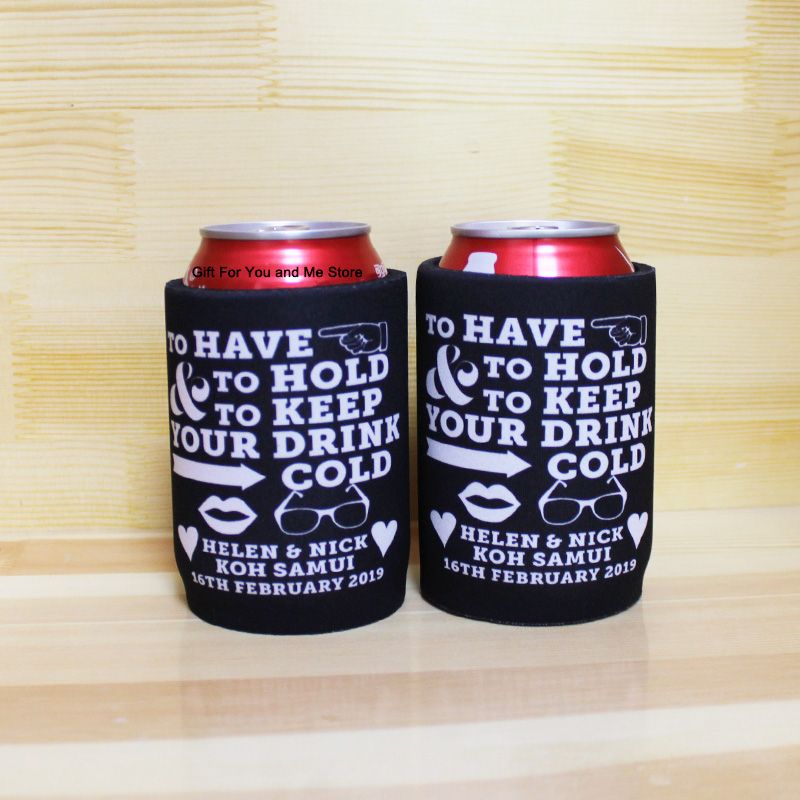 Gift For You and Me Store
TO HAVE
& TO HOLD
TO KEEP
YOUR DRINK
COLD
HELEN & NICK
KOH SAMUI
16TH FEBRUARY 2019
TO HAVE
& TO HOLD
TO KEEP
YOUR DRINK
COLD
HELEN & NICK
KOH SAMUI
16TH FEBRUARY 2019